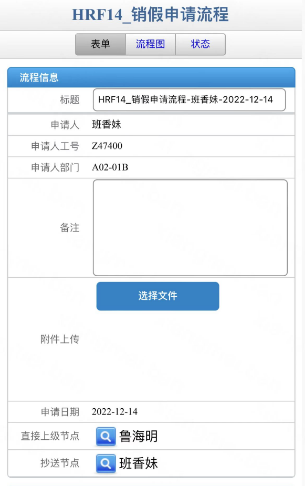 HRF14_销假申请流程
表单 流程图 状态
流程信息
标题 HRF14_销假申请流程-班香妹-2022-12-14
申请人 班香妹
申请人工号 Z47400
申请人部门 A02-01B
备注
选择文件
附件上传
申请日期 2022-12-14
直接上级节点 鲁海明
抄送节点 班香妹